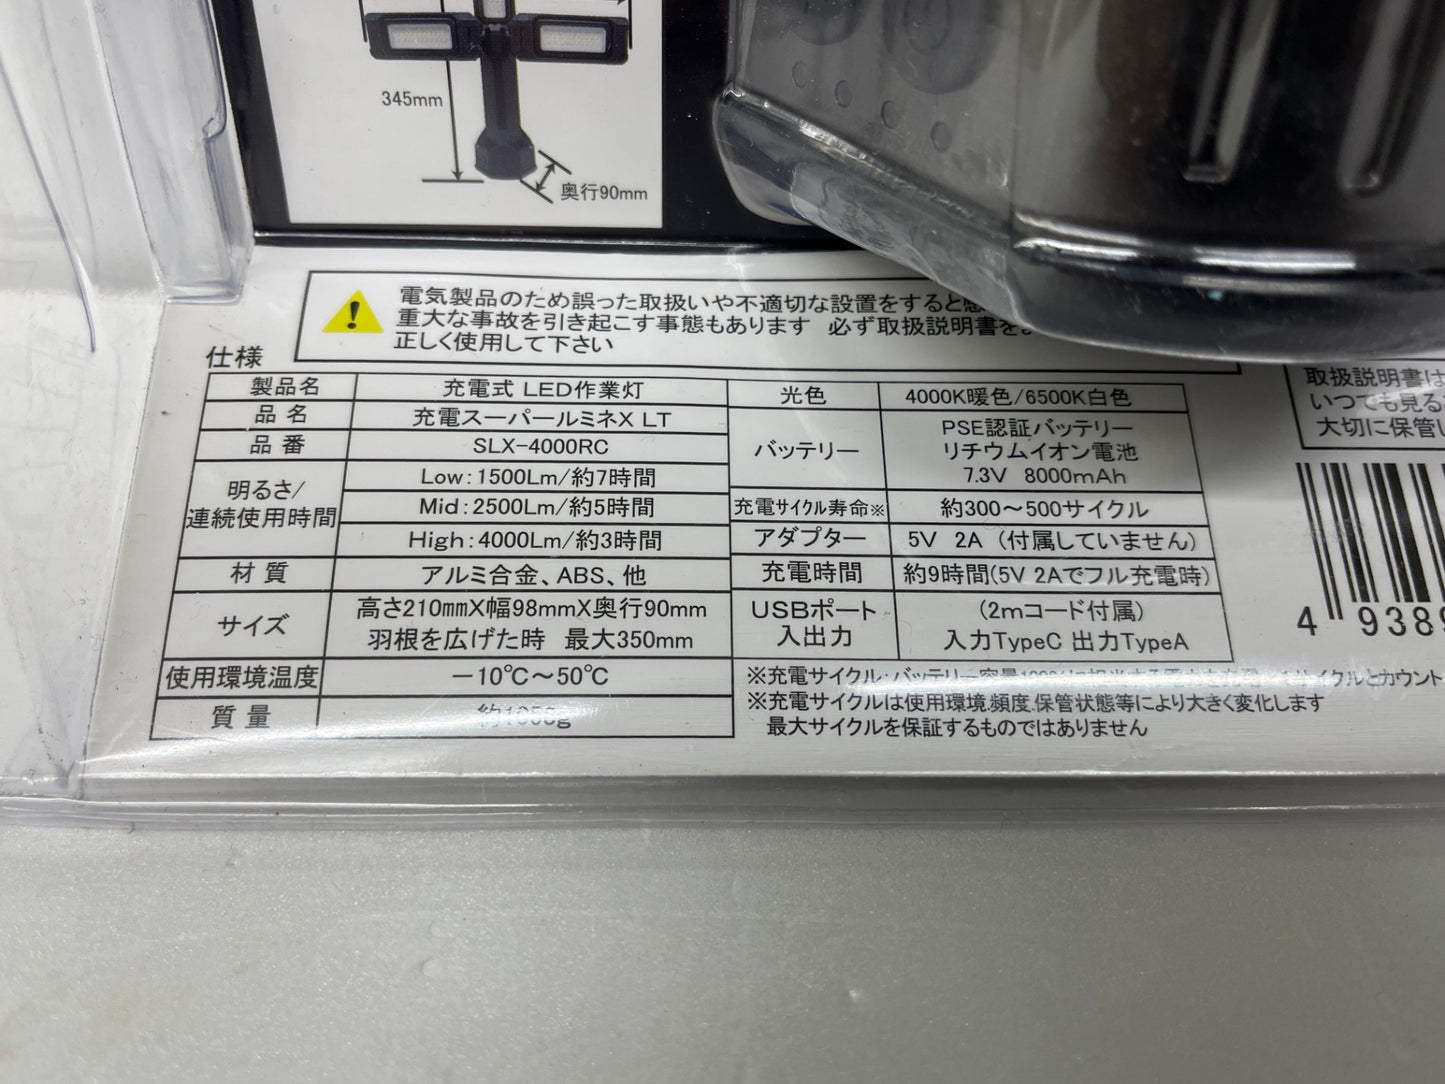 345mm
奥行90mm
電気製品のため誤った取扱いや不適切な設置をすると
重大な事故を引き起こす事態もあります 必ず取扱説明書を
正しく使用して下さい
仕様
製品名 充電式 LED作業灯
品名 充電スーパールミネX LT
品番 SLX-4000RC
明るさ/
連続使用時間
Low:1500Lm/約7時間
Mid:2500Lm/約5時間
High:4000Lm/約3時間
材質 アルミ合金、ABS、他
サイズ
高さ210mmX幅98mmX奥行90mm
羽根を広げた時 最大350mm
使用環境温度 -10℃~50℃
質量
光色 4000K暖色/6500K白色
バッテリー
PSE認証バッテリー
リチウムイオン電池
7.3V 8000mAh
充電サイクル寿命※ 約300~500サイクル
アダプター 5V 2A (付属していません)
充電時間 約9時間(5V 2Aでフル充電時)
USBポート
入出力
(2mコード付属)
入力TypeC 出力TypeA
※充電サイクル:バッテリー容量 サイクルとカウント
※充電サイクルは使用環境.頻度.保管状態等により大きく変化します
最大サイクルを保証するものではありません
取扱説明書は
いつでも見る
大切に保管
4 9389